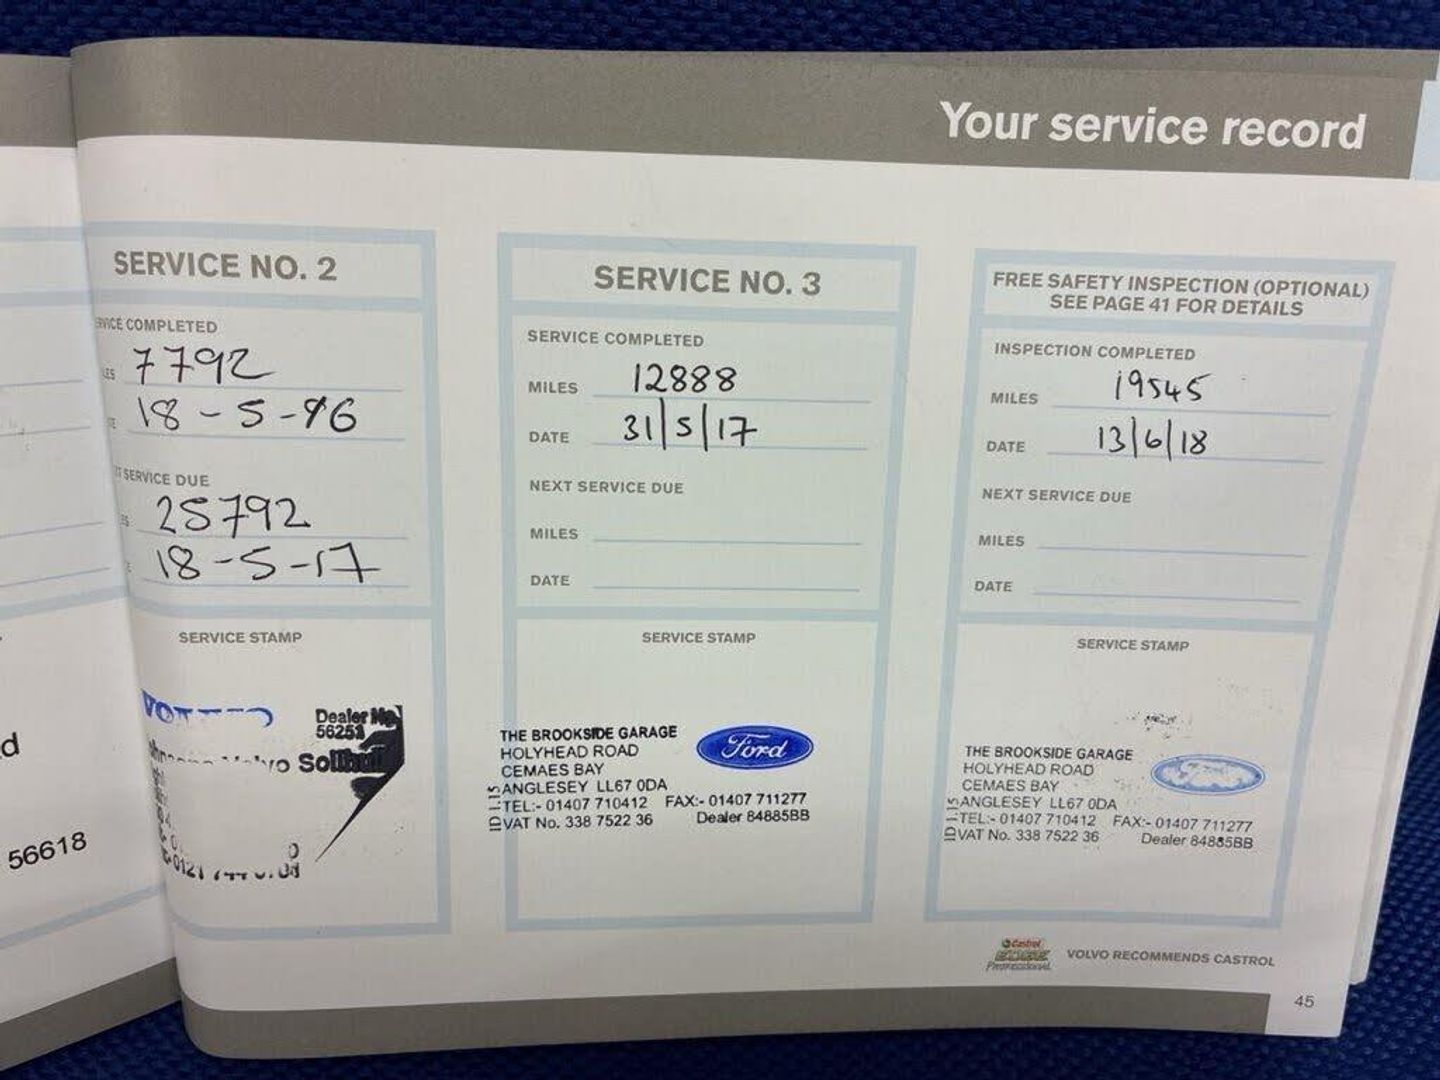 Your service record
SERVICE NO. 2
COMPLETED
7792
18-5-16
SERVICE DUE
25792
18-5-17
SERVICE STAMP
Dealer No.
56251
d
56618
SERVICE NO. 3
SERVICE COMPLETED
MILES 12888
DATE 31/5/17
NEXT SERVICE DUE
MILES
DATE
SERVICE STAMP
THE BROOKSIDE GARAGE
HOLYHEAD ROAD
CEMAES BAY
ANGLESEY LL67 0DA
TEL:- 01407 710412 FAX:- 01407 711277
VAT No. 338 7522 36 Dealer 84885BB
Ford
FREE SAFETY INSPECTION (OPTIONAL)
SEE PAGE 41 FOR DETAILS
INSPECTION COMPLETED
MILES 19545
DATE 13/6/18
NEXT SERVICE DUE
MILES
DATE
SERVICE STAMP
THE BROOKSIDE GARAGE
HOLYHEAD ROAD
CEMAES BAY
ANGLESEY LL67 0DA
TEL:- 01407 710412 FAX:- 01407 711277
VAT No. 338 7522 36 Dealer 84885BB
Castrol
EDGE
Professional
VOLVO RECOMMENDS CASTROL
45